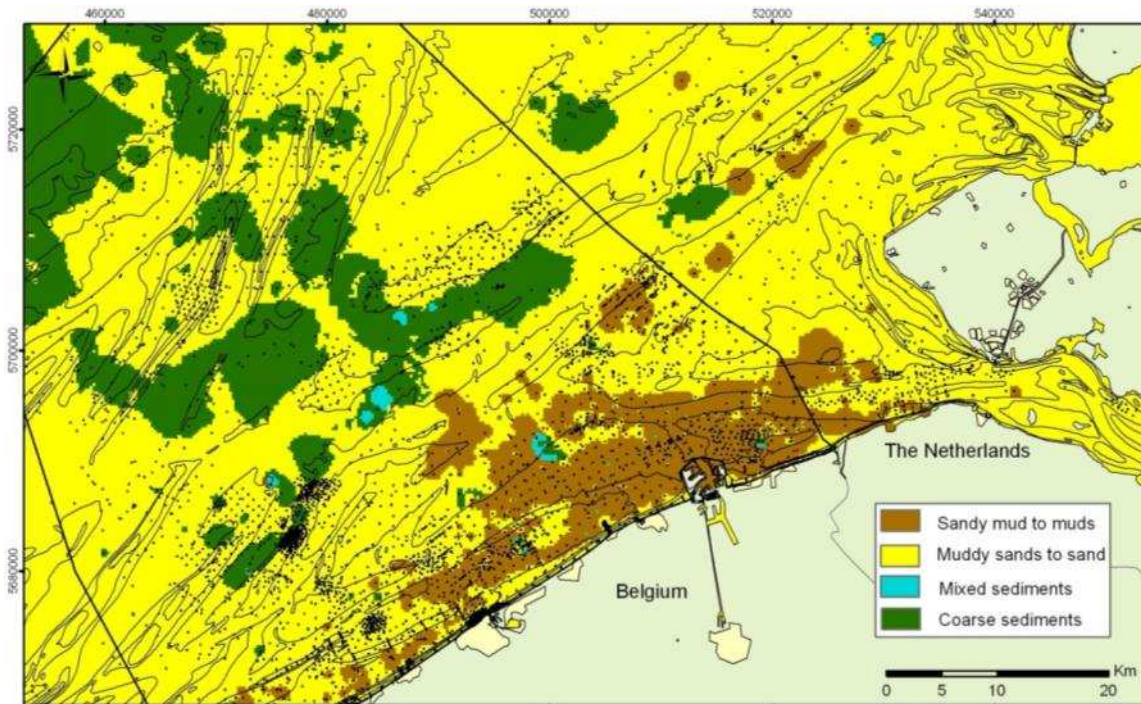 460000 480000 500000 520000 540000
5720000
5700000
5680000
The Netherlands
Belgium
Sandy mud to muds
Muddy sands to sand
Mixed sediments
Coarse sediments
Km
0 5 10 20